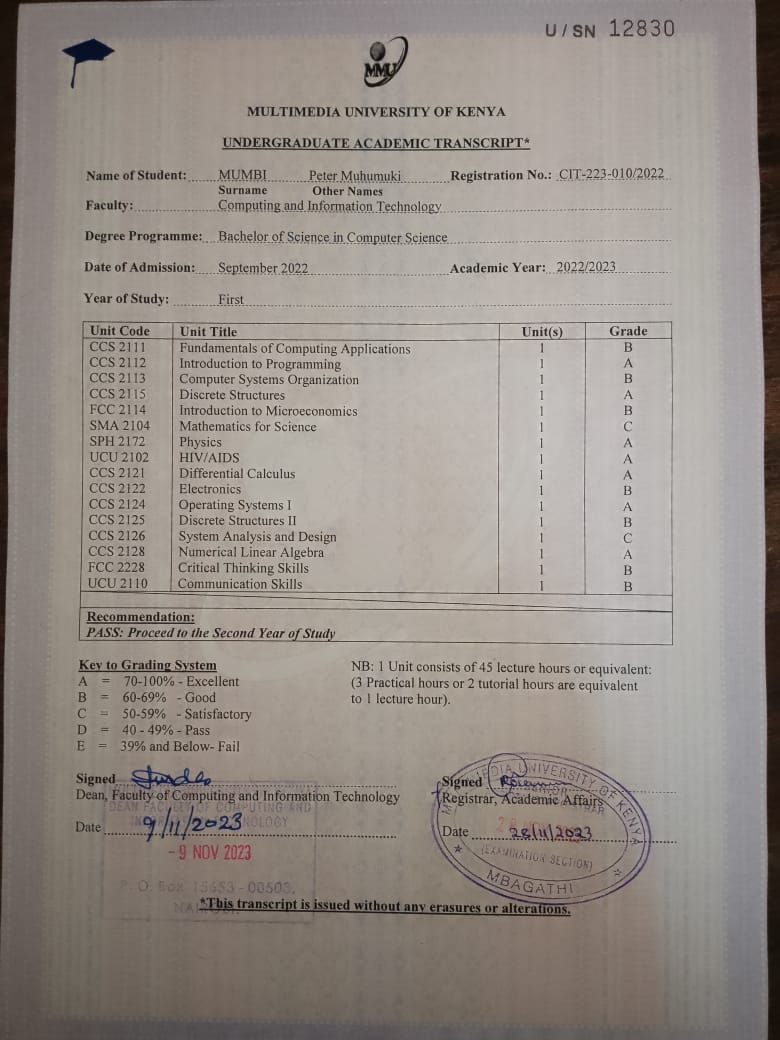 U / SN 12830
MMU
MULTIMEDIA UNIVERSITY OF KENYA
UNDERGRADUATE ACADEMIC TRANSCRIPT*
Name of Student: MUMBI Peter Muhumuki Registration No.: CIT-223-010/2022
Surname Other Names
Faculty: Computing and Information Technology
Degree Programme: Bachelor of Science in Computer Science
Date of Admission: September 2022 Academic Year: 2022/2023
Year of Study: First
Unit Code Unit Title Unit(s) Grade
CCS 2111 Fundamentals of Computing Applications 1 B
CCS 2112 Introduction to Programming 1 A
CCS 2113 Computer Systems Organization 1 B
CCS 2115 Discrete Structures 1 A
FCC 2114 Introduction to Microeconomics 1 B
SMA 2104 Mathematics for Science 1 C
SPH 2172 Physics 1 A
UCU 2102 HIV/AIDS 1 A
CCS 2121 Differential Calculus 1 A
CCS 2122 Electronics 1 B
CCS 2124 Operating Systems I 1 A
CCS 2125 Discrete Structures II 1 B
CCS 2126 System Analysis and Design 1 C
CCS 2128 Numerical Linear Algebra 1 A
FCC 2228 Critical Thinking Skills 1 B
UCU 2110 Communication Skills 1 B
Recommendation:
PASS: Proceed to the Second Year of Study
Key to Grading System
A = 70-100% - Excellent
B = 60-69% - Good
C = 50-59% - Satisfactory
D = 40 - 49% - Pass
E = 39% and Below- Fail
NB: 1 Unit consists of 45 lecture hours or equivalent:
(3 Practical hours or 2 tutorial hours are equivalent
to 1 lecture hour).
Signed
Dean, Faculty of Computing and Information Technology
DEAN FACULTY OF COMPUTING AND
Date 9/11/2023
- 9 NOV 2023
P. O. Box 15653 - 00503,
Signed
Registrar, Academic Affairs
Date 28/11/2023
MULTIMEDIA UNIVERSITY OF KENYA
(EXAMINATION SECTION)
MBAGATHI
*This transcript is issued without any erasures or alterations.